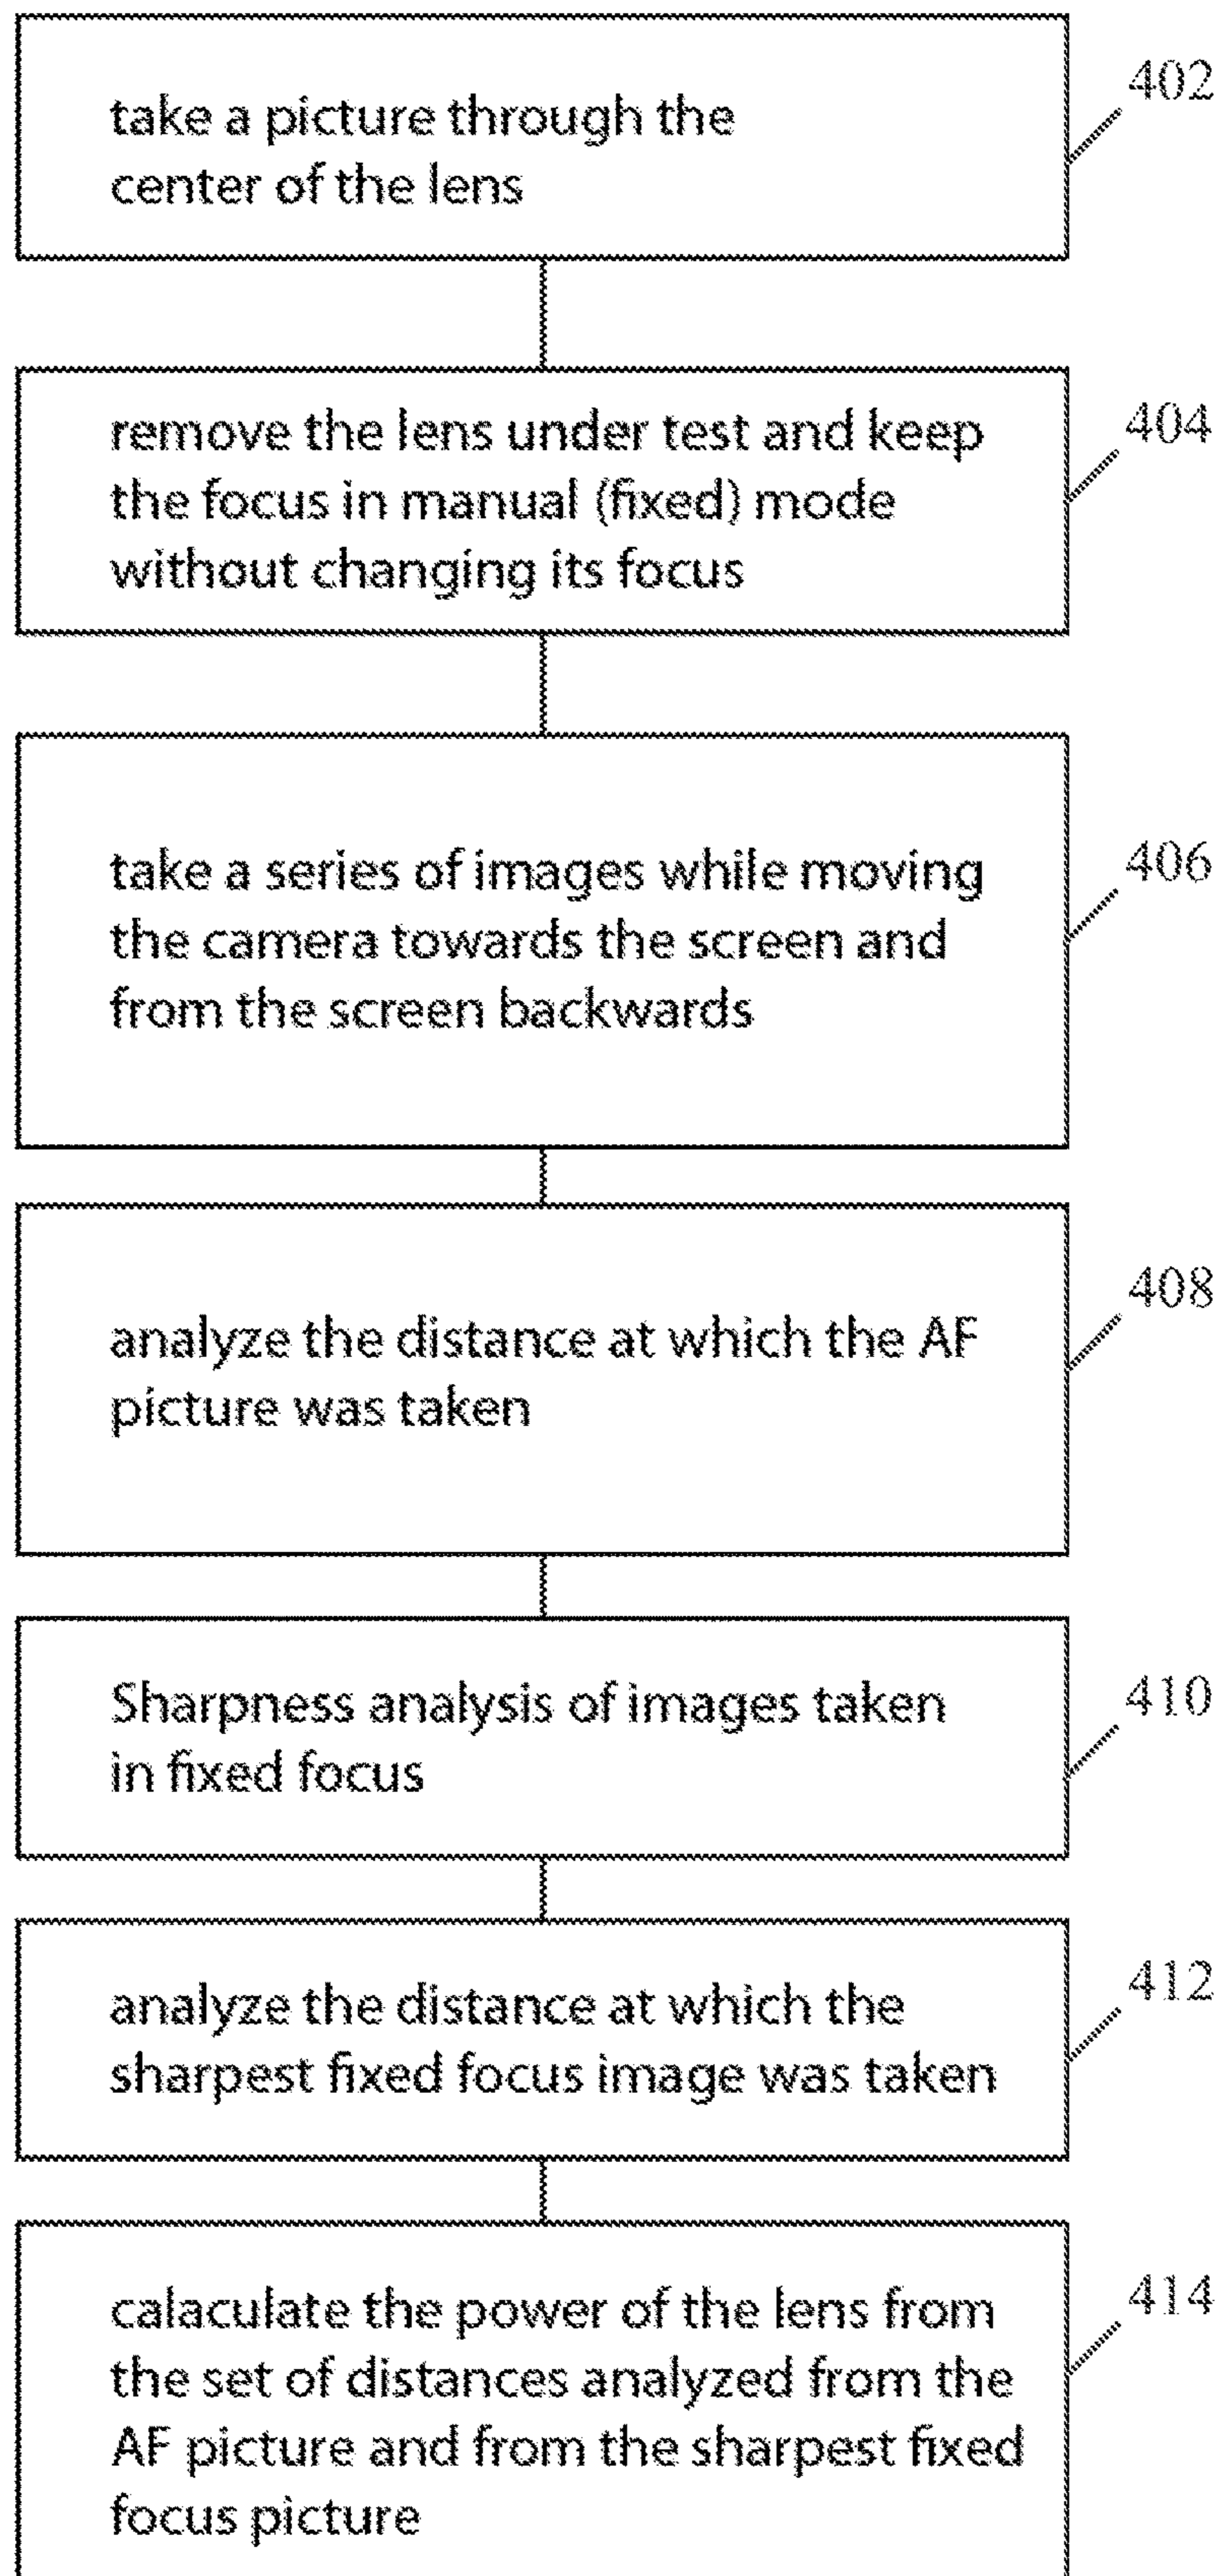 take a picture through the
center of the lens
402
remove the lens under test and keep
the focus in manual (fixed) mode
without changing its focus
404
take a series of images while moving
the camera towards the screen and
from the screen backwards
406
analyze the distance at which the AF
picture was taken
408
Sharpness analysis of images taken
in fixed focus
410
analyze the distance at which the
sharpest fixed focus image was taken
412
calaculate the power of the lens from
the set of distances analyzed from the
AF picture and from the sharpest fixed
focus picture
414